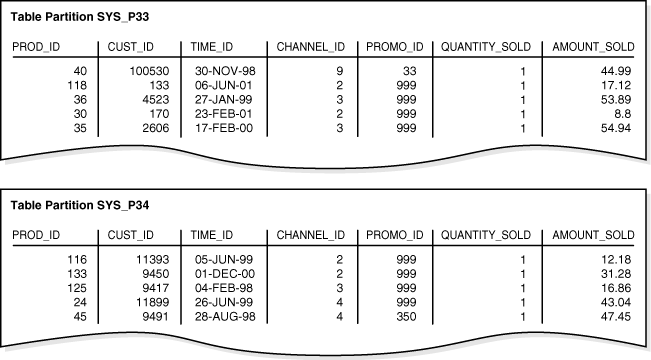 Table Partition SYS_P33
PROD_ID CUST_ID TIME_ID CHANNEL_ID PROMO_ID QUANTITY_SOLD AMOUNT_SOLD
40 100530 30-NOV-98 9 33 1 44.99
118 133 06-JUN-01 2 999 1 17.12
36 4523 27-JAN-99 3 999 1 53.89
30 170 23-FEB-01 2 999 1 8.8
35 2606 17-FEB-00 3 999 1 54.94
Table Partition SYS_P34
PROD_ID CUST_ID TIME_ID CHANNEL_ID PROMO_ID QUANTITY_SOLD AMOUNT_SOLD
116 11393 05-JUN-99 2 999 1 12.18
133 9450 01-DEC-00 2 999 1 31.28
125 9417 04-FEB-98 3 999 1 16.86
24 11899 26-JUN-99 4 999 1 43.04
45 9491 28-AUG-98 4 350 1 47.45